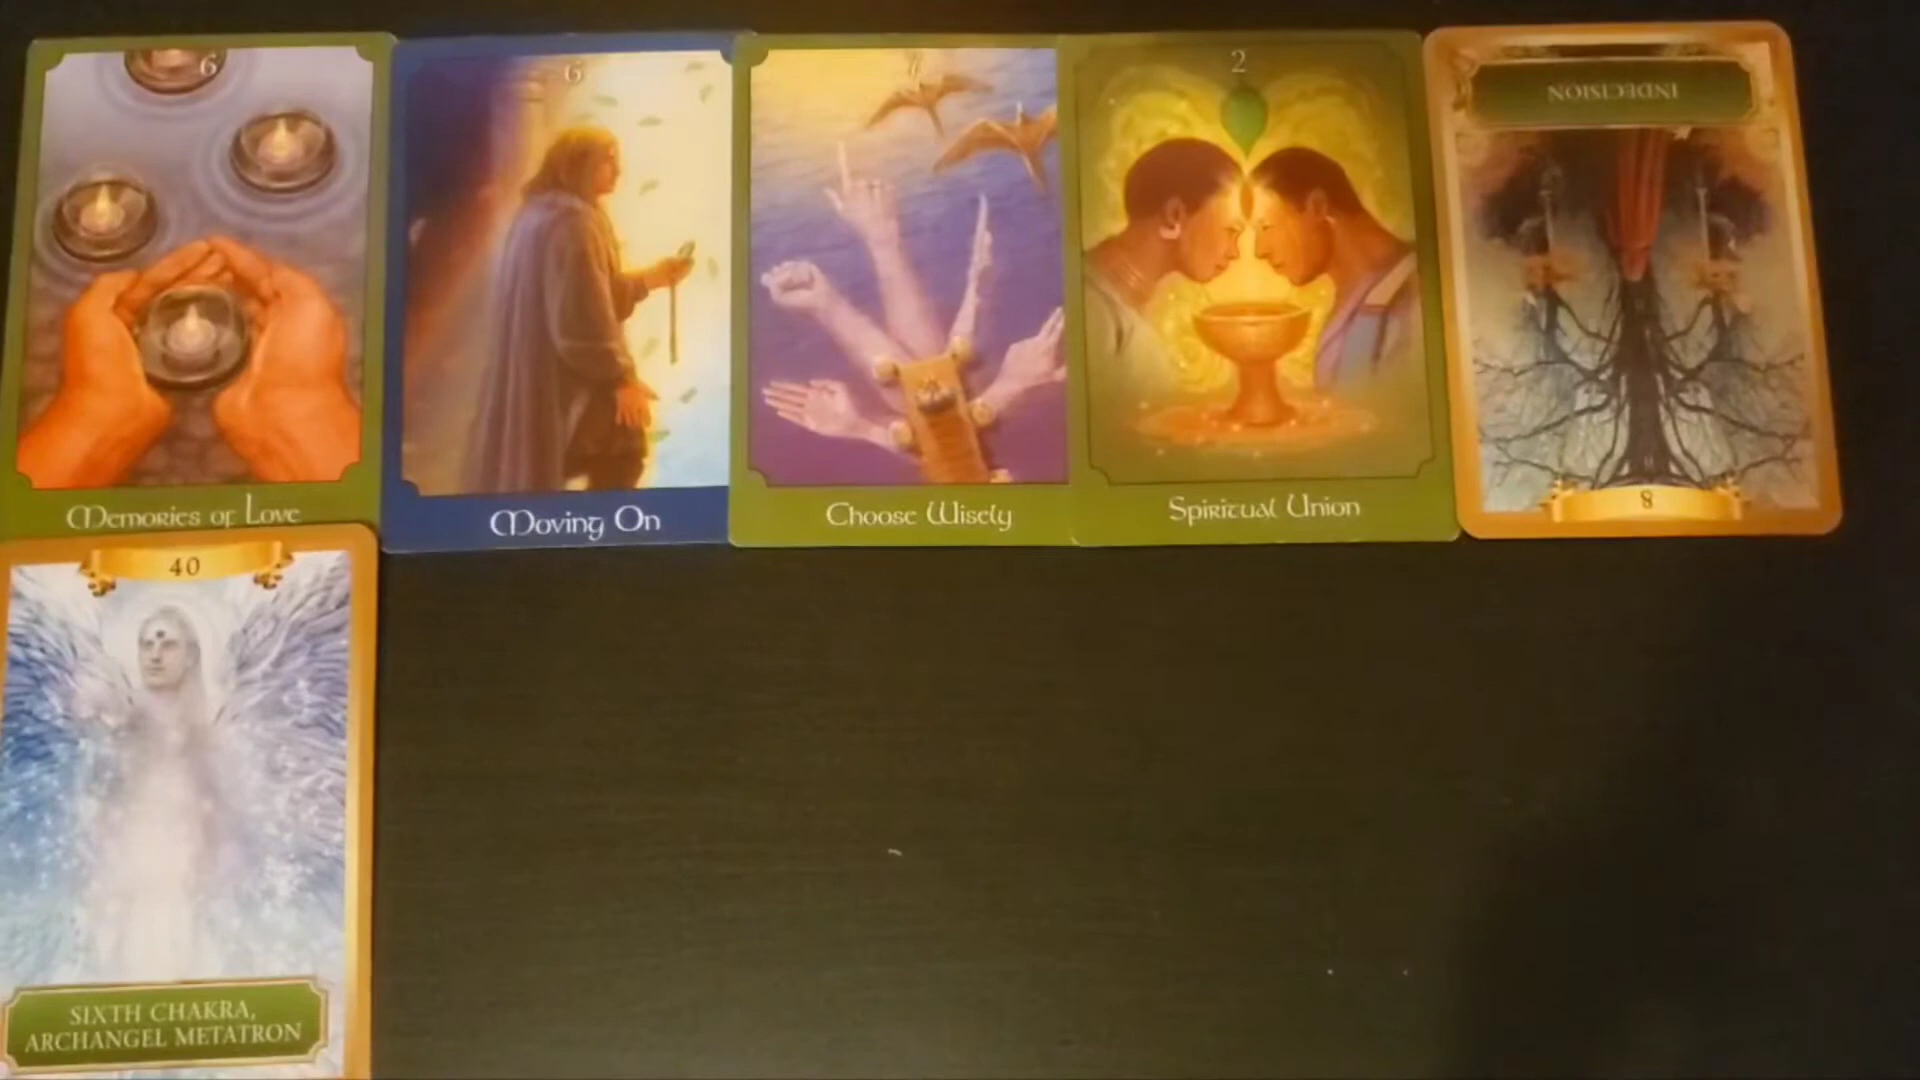 6
6
2
INDECISION
8
Memories of Love
Moving On
Choose Wisely
Spiritual Union
40
SIXTH CHAKRA,
ARCHANGEL METATRON